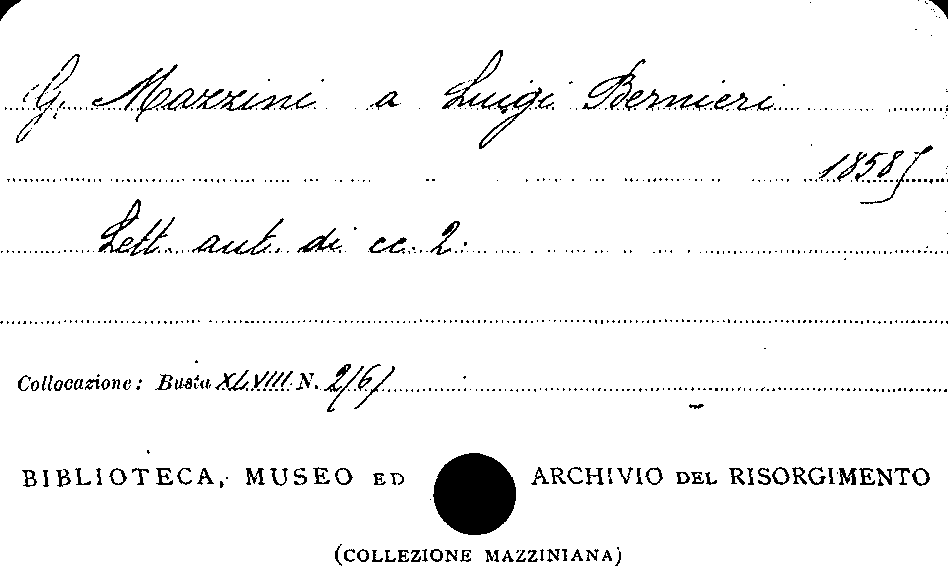 G. Mazzini a Luigi Bernieri
1858]
Lett. aut. di cc. 2.
Collocazione: Busta XLVIII N. 2/6/
BIBLIOTECA, MUSEO ED ARCHIVIO DEL RISORGIMENTO
(COLLEZIONE MAZZINIANA)